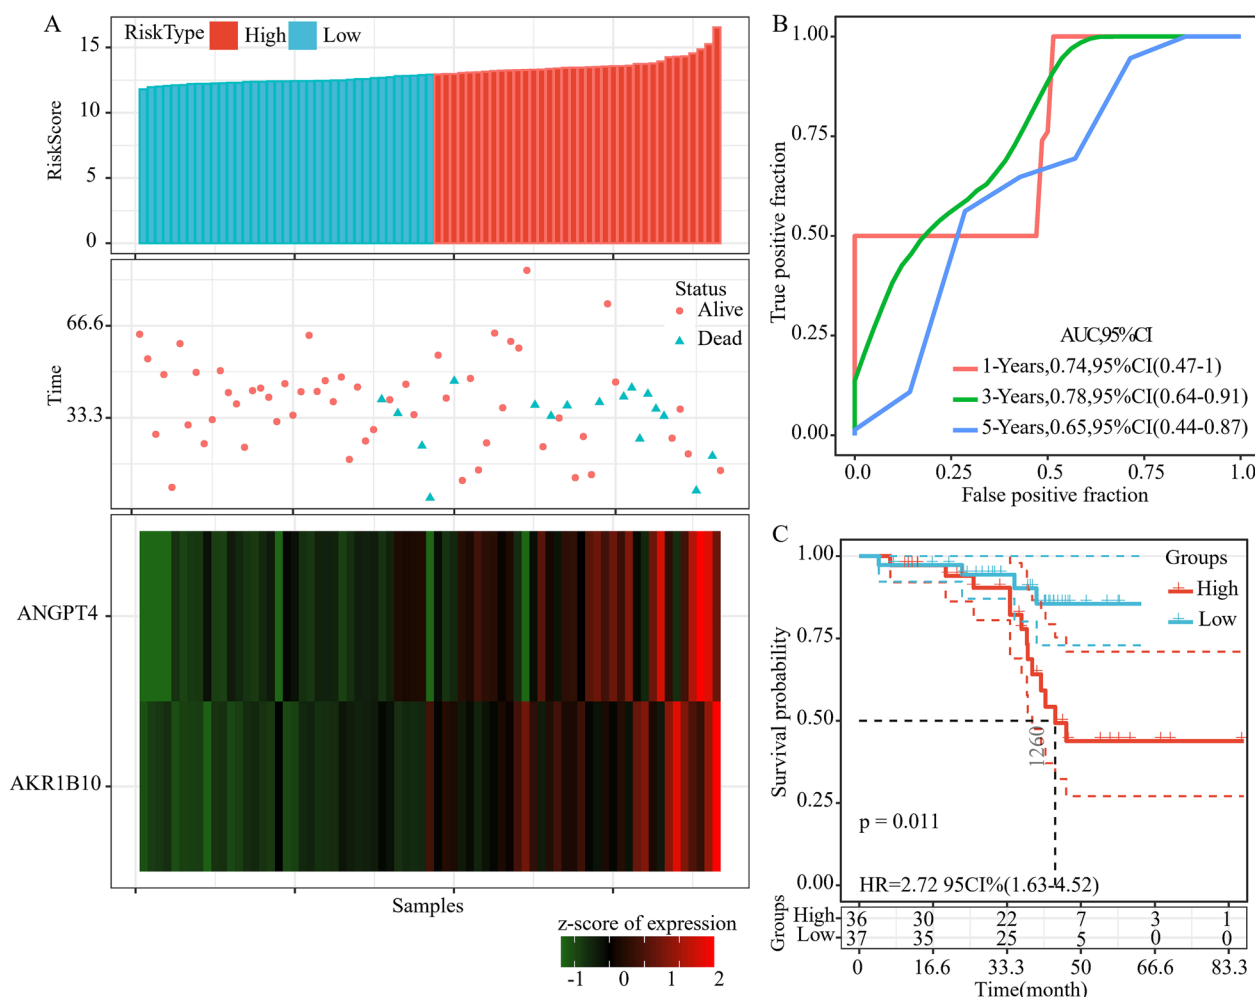 A
RiskType High Low
RiskScore
15
10
5
0
Time
66.6
33.3
Status
Alive
Dead
ANGPT4
AKR1B10
Samples
z-score of expression
-1 0 1 2
B
True positive fraction
1.00
0.75
0.50
0.25
0.00
AUC,95%CI
1-Years,0.74,95%CI(0.47-1)
3-Years,0.78,95%CI(0.64-0.91)
5-Years,0.65,95%CI(0.44-0.87)
0.0 0.25 0.5 0.75 1.0
False positive fraction
C
Survival probability
1.00
0.75
0.50
0.25
0.00
Groups
High
Low
1260
p = 0.011
HR=2.72 95CI%(1.63-4.52)
Groups
High 36 30 22 7 3 1
Low 37 35 25 5 0 0
0 16.6 33.3 50 66.6 83.3
Time(month)